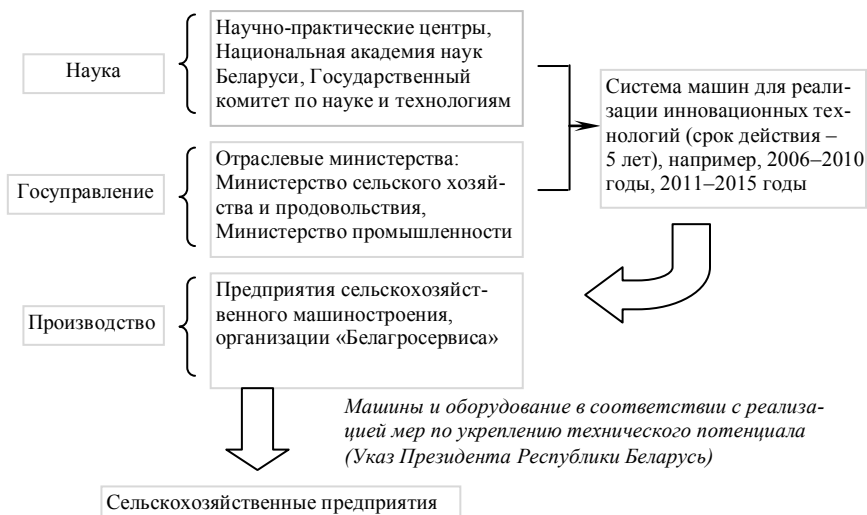 Наука
Научно-практические центры,
Национальная академия наук
Беларуси, Государственный
комитет по науке и технологиям
Система машин для реали-
зации инновационных тех-
нологий (срок действия –
5 лет), например, 2006–2010
годы, 2011–2015 годы
Госуправление
Отраслевые министерства:
Министерство сельского хозяй-
ства и продовольствия,
Министерство промышленности
Производство
Предприятия сельскохозяйст-
венного машиностроения,
организации «Белагросервиса»
Машины и оборудование в соответствии с реализа-
цией мер по укреплению технического потенциала
(Указ Президента Республики Беларусь)
Сельскохозяйственные предприятия